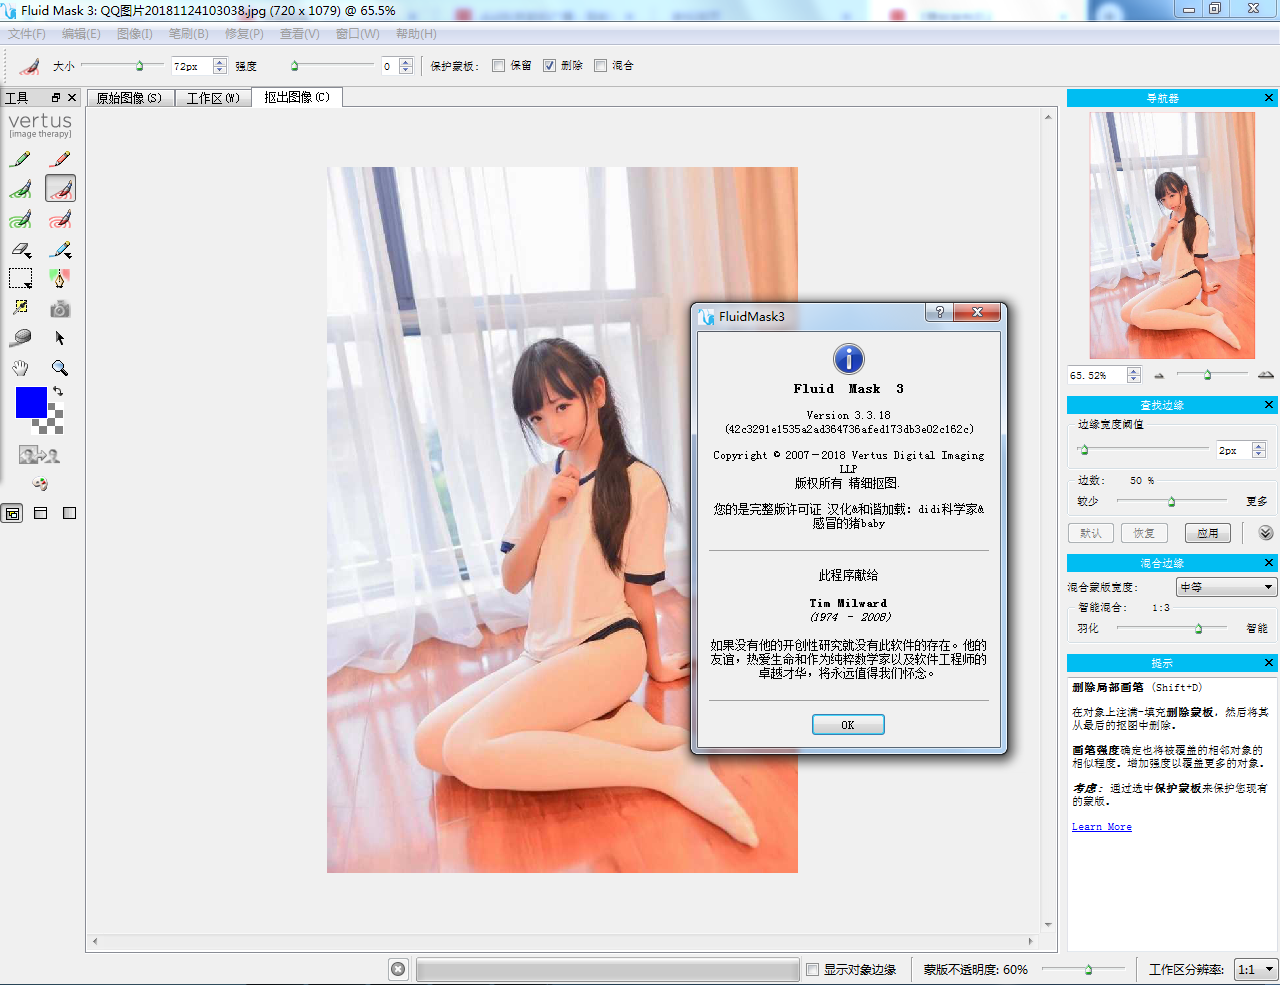 Fluid Mask 3: QQ图片20181124103038.jpg (720 x 1079) @ 65.5%
文件(F) 编辑(E) 图像(I) 笔刷(B) 修复(P) 查看(V) 窗口(W) 帮助(H)
大小 72px 强度 0 保护蒙板: 保留 删除 混合
工具
原始图像(S) 工作区(W) 抠出图像(C)
vertus
[image therapy]
导航器
65.52%
查找边缘
边缘宽度阈值
2px
边数: 50 %
较少 更多
默认 恢复 应用
混合边缘
混合蒙版宽度: 中等
智能混合: 1:3
羽化 智能
提示
删除局部画笔 (Shift+D)
在对象上注满-填充删除蒙板，然后将其
从最后的抠图中删除。
画笔强度确定也将被覆盖的相邻对象的
相似程度。增加强度以覆盖更多的对象。
考虑: 通过选中保护蒙板来保护您现有
的蒙版。
Learn More
FluidMask3
Fluid Mask 3
Version 3.3.18
(42c3291e1535a2ad364736afed173db3e02c162c)
Copyright © 2007-2018 Vertus Digital Imaging
LLP
版权所有 精细抠图.
您的是完整版许可证 汉化&和谐加载: didi科学家&
感冒的猪baby
此程序献给
Tim Milward
(1974 - 2006)
如果没有他的开创性研究就没有此软件的存在。他的
友谊，热爱生命和作为纯粹数学家以及软件工程师的
卓越才华，将永远值得我们怀念。
OK
显示对象边缘 蒙版不透明度: 60% 工作区分辨率: 1:1